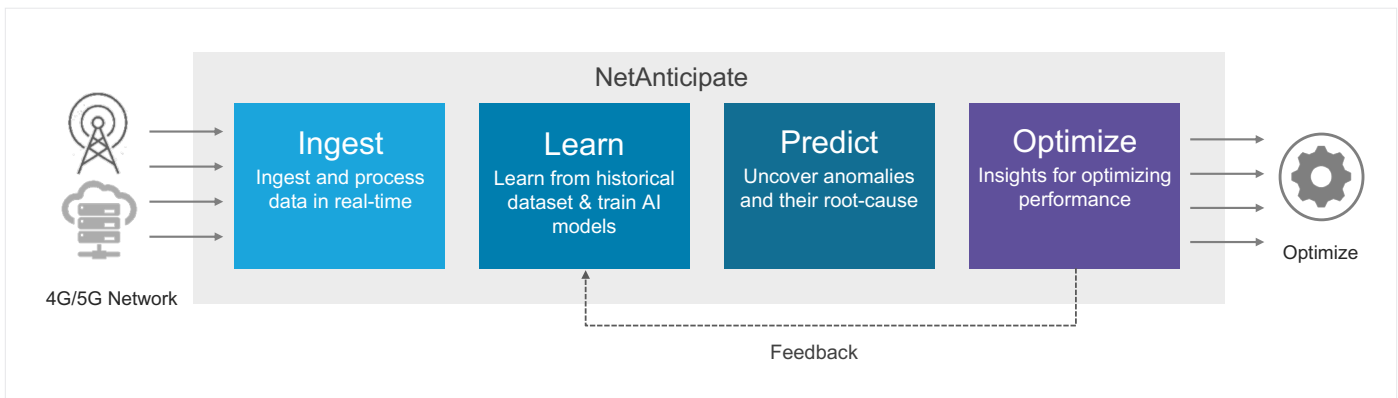 NetAnticipate
4G/5G Network
Ingest
Ingest and process
data in real-time
Learn
Learn from historical
dataset & train AI
models
Predict
Uncover anomalies
and their root-cause
Optimize
Insights for optimizing
performance
Optimize
Feedback